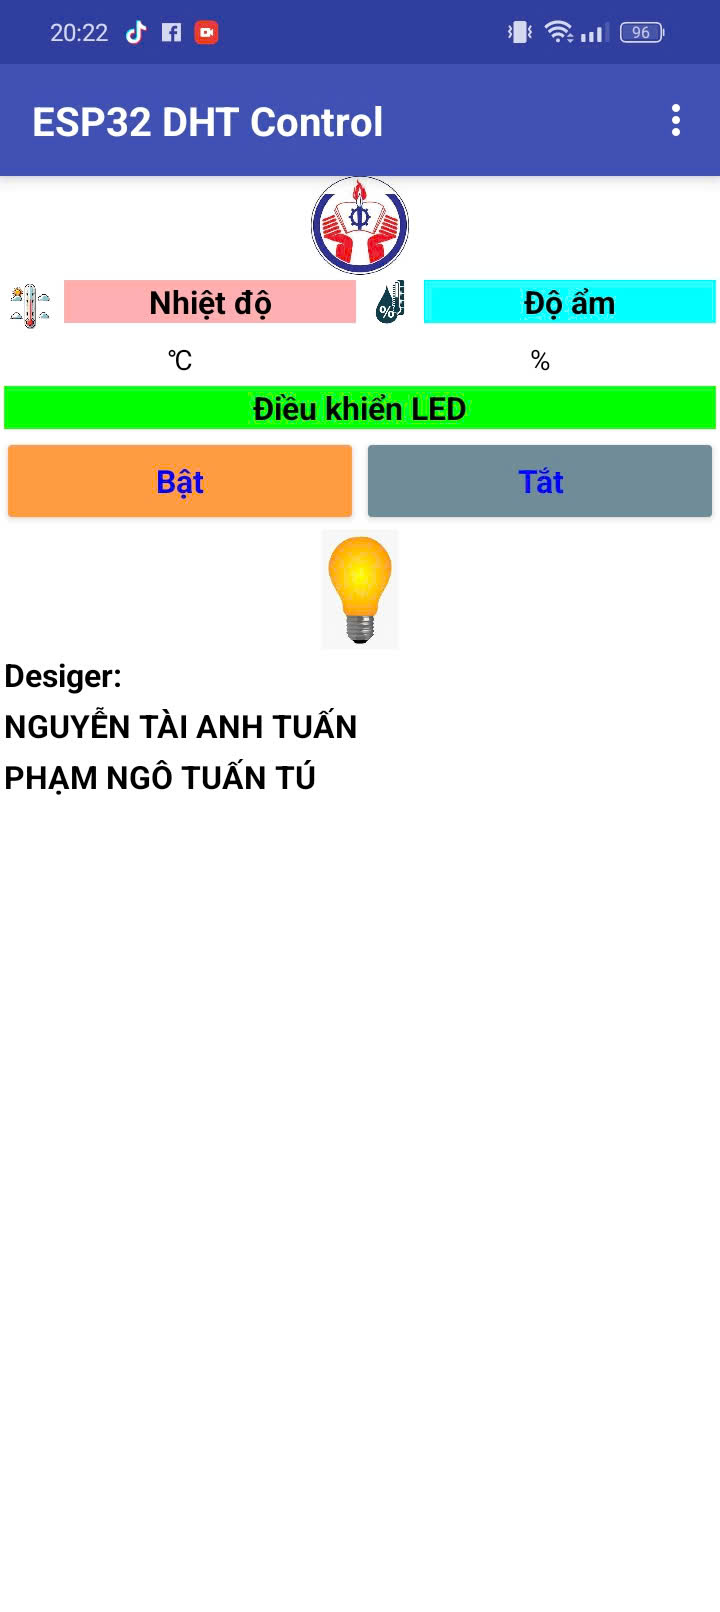 20:22 96
ESP32 DHT Control
Nhiệt độ % Độ ẩm
℃ %
Điều khiển LED
Bật Tắt
Desiger:
NGUYỄN TÀI ANH TUẤN
PHẠM NGÔ TUẤN TÚ